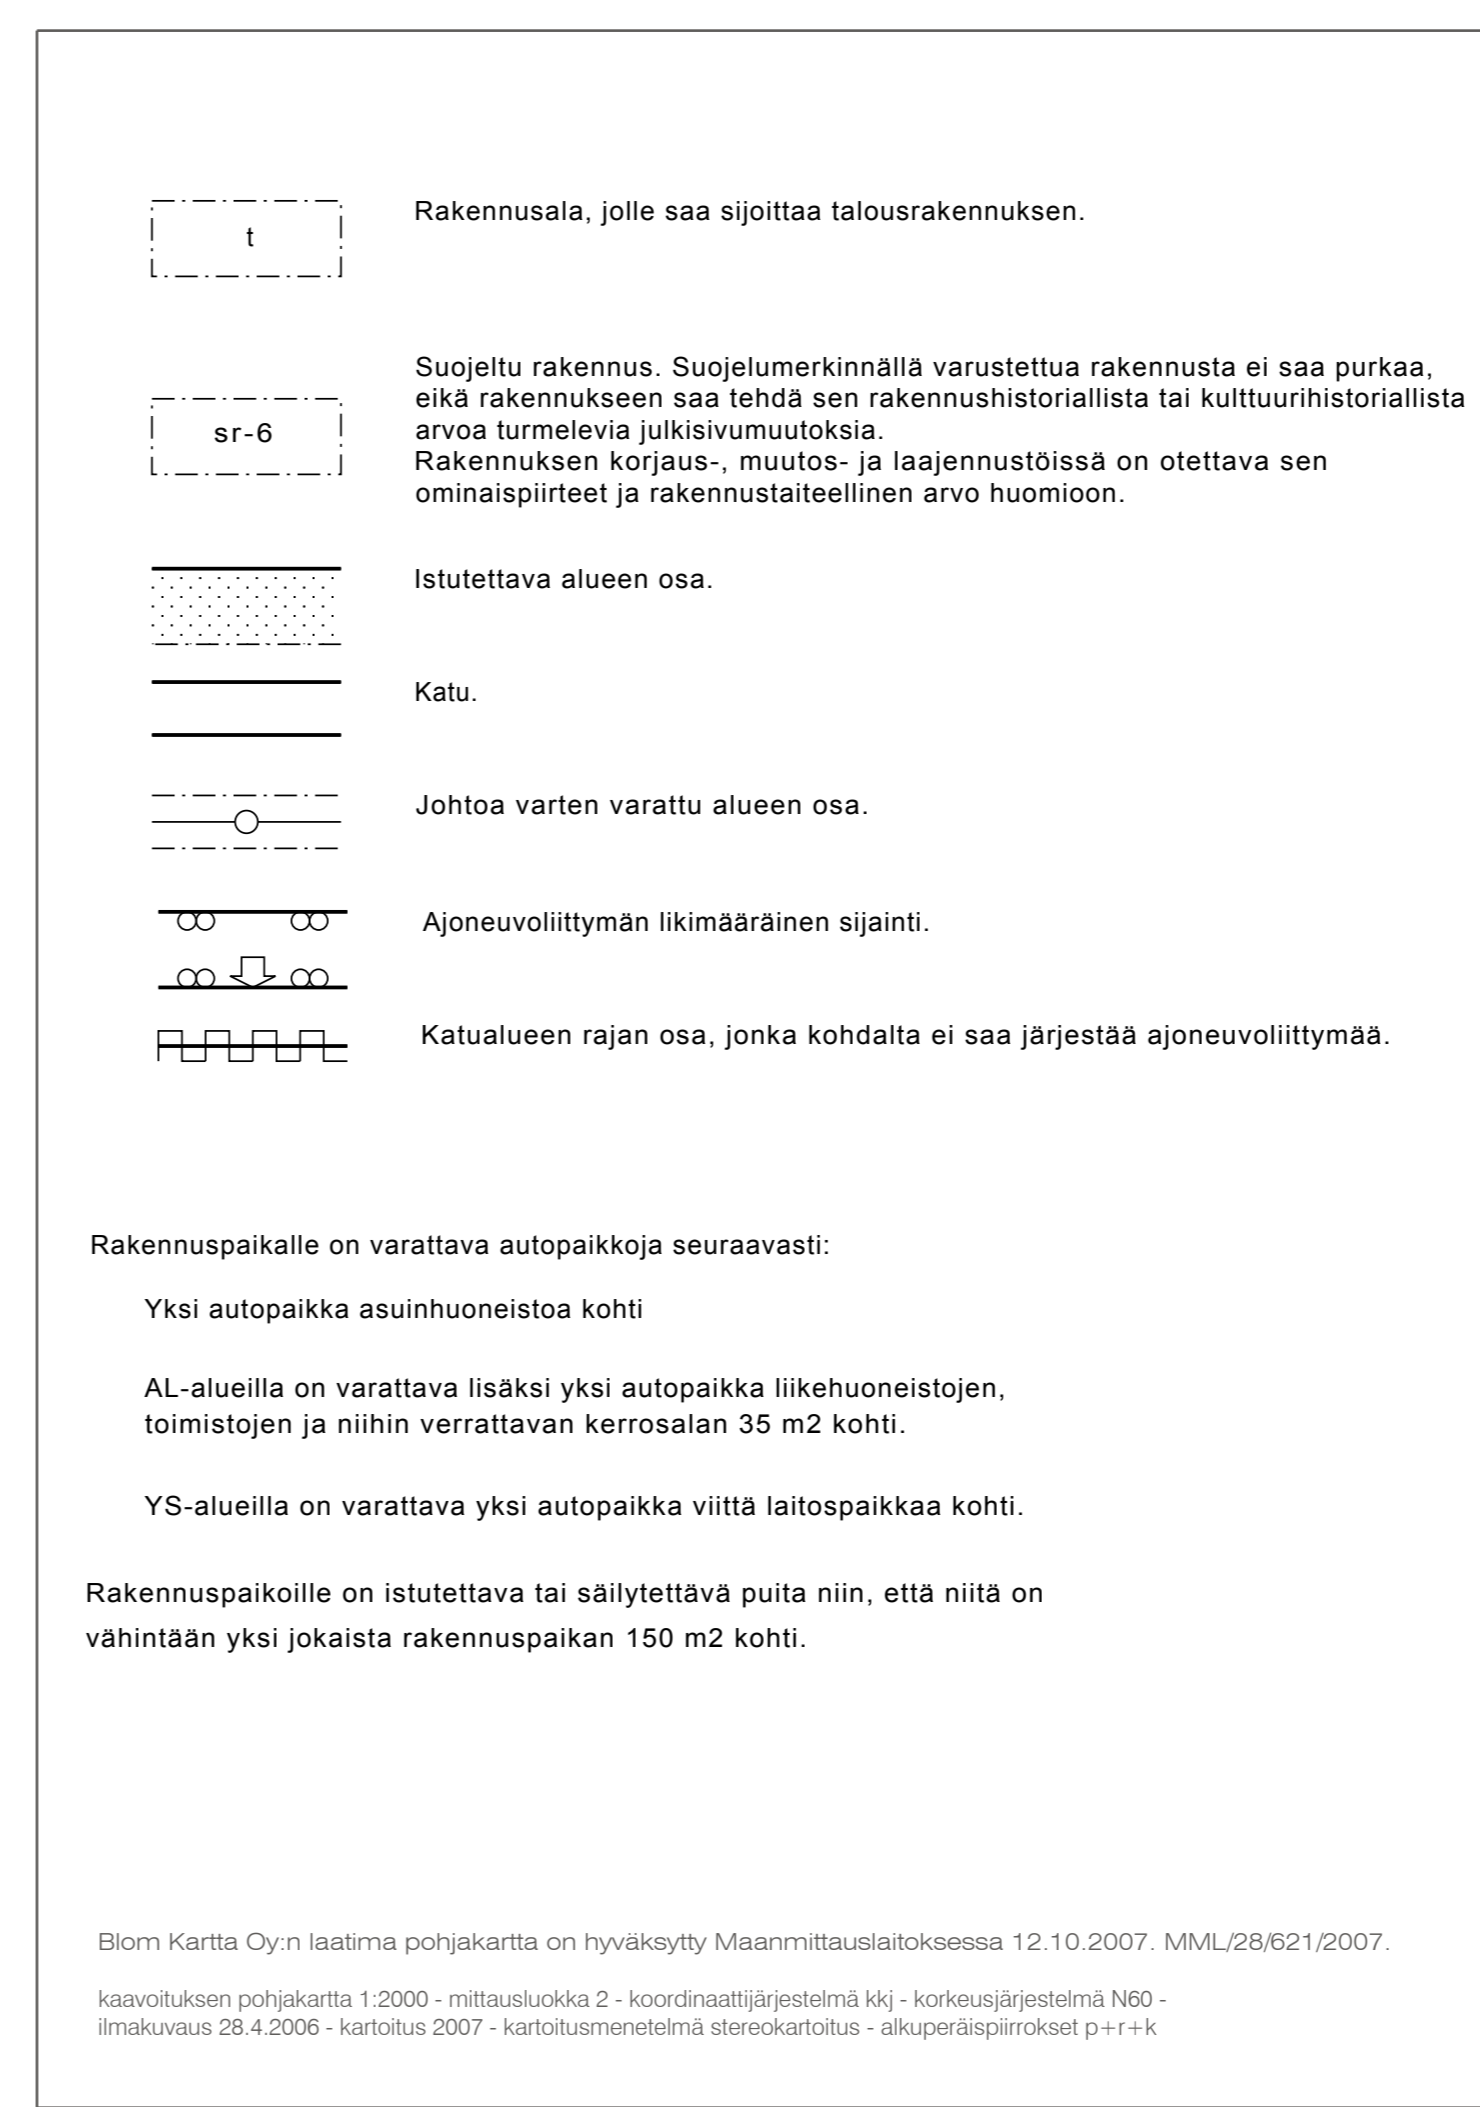 t
Rakennusala, jolle saa sijoittaa talousrakennuksen.
sr-6
Suojeltu rakennus. Suojelumerkinnällä varustettua rakennusta ei saa purkaa,
eikä rakennukseen saa tehdä sen rakennushistoriallista tai kulttuurihistoriallista
arvoa turmelevia julkisivumuutoksia.
Rakennuksen korjaus-, muutos- ja laajennustöissä on otettava sen
ominaispiirteet ja rakennustaiteellinen arvo huomioon.
Istutettava alueen osa.
Katu.
Johtoa varten varattu alueen osa.
Ajoneuvoliittymän likimääräinen sijainti.
Katualueen rajan osa, jonka kohdalta ei saa järjestää ajoneuvoliittymää.
Rakennuspaikalle on varattava autopaikkoja seuraavasti:
Yksi autopaikka asuinhuoneistoa kohti
AL-alueilla on varattava lisäksi yksi autopaikka liikehuoneistojen,
toimistojen ja niihin verrattavan kerrosalan 35 m2 kohti.
YS-alueilla on varattava yksi autopaikka viittä laitospaikkaa kohti.
Rakennuspaikoille on istutettava tai säilytettävä puita niin, että niitä on
vähintään yksi jokaista rakennuspaikan 150 m2 kohti.
Blom Kartta Oy:n laatima pohjakartta on hyväksytty Maanmittauslaitoksessa 12.10.2007. MML/28/621/2007.
kaavoituksen pohjakartta 1:2000 - mittausluokka 2 - koordinaattijärjestelmä kkj - korkeusjärjestelmä N60 -
ilmakuvaus 28.4.2006 - kartoitus 2007 - kartoitusmenetelmä stereokartoitus - alkuperäispiirrokset p+r+k